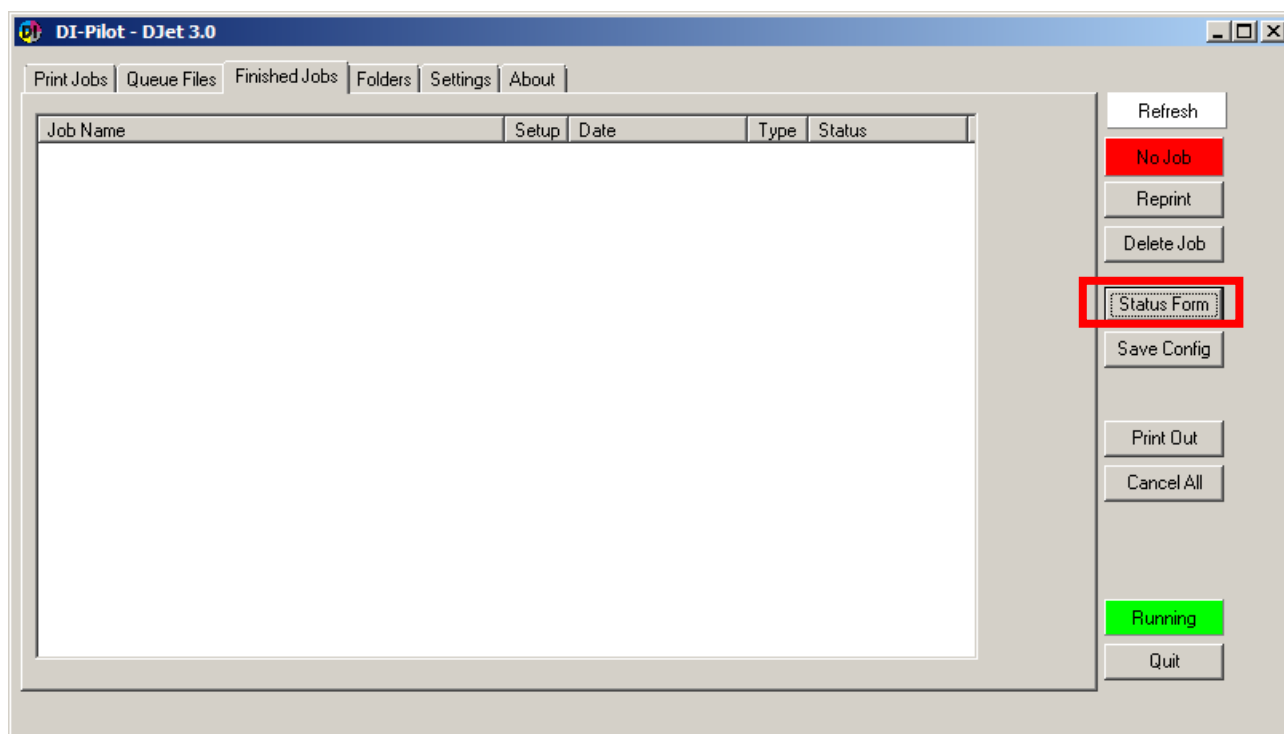 DI-Pilot - DJet 3.0
Print Jobs Queue Files Finished Jobs Folders Settings About
Job Name Setup Date Type Status
Refresh
No Job
Reprint
Delete Job
Status Form
Save Config
Print Out
Cancel All
Running
Quit